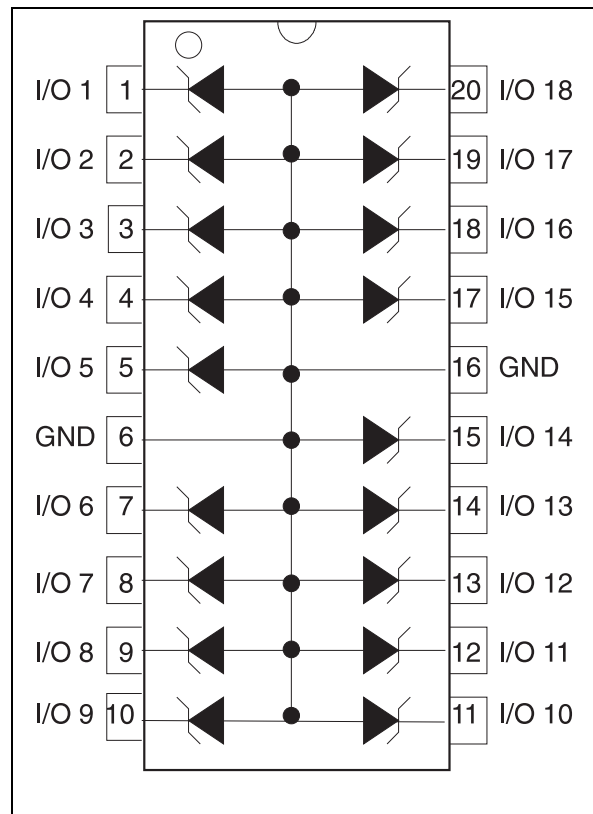 I/O 1 1 20 I/O 18
I/O 2 2 19 I/O 17
I/O 3 3 18 I/O 16
I/O 4 4 17 I/O 15
I/O 5 5 16 GND
GND 6 15 I/O 14
I/O 6 7 14 I/O 13
I/O 7 8 13 I/O 12
I/O 8 9 12 I/O 11
I/O 9 10 11 I/O 10